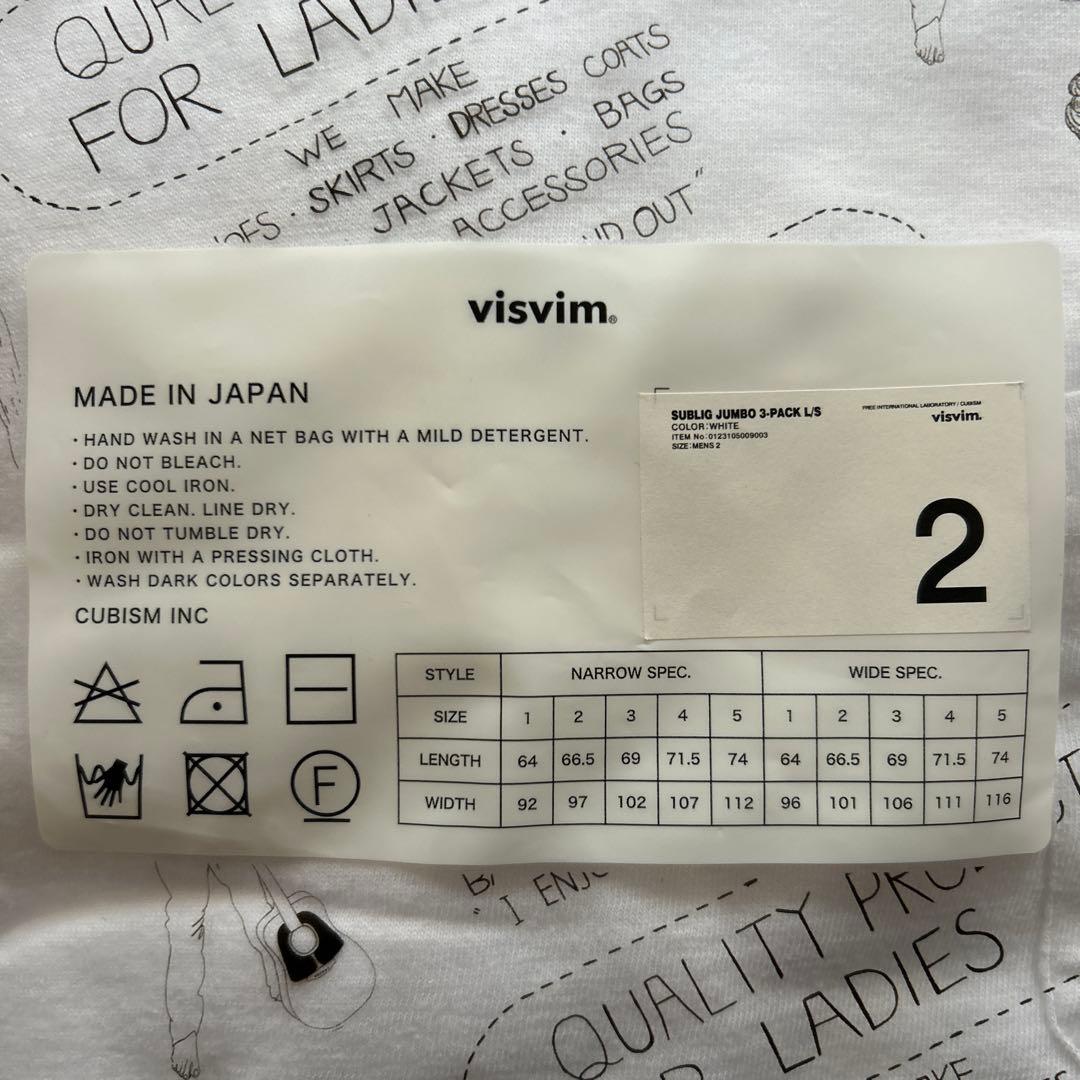 FOR LADIES
WE MAKE
SKIRTS · DRESSES COATS
JACKETS · BAGS
ACCESSORIES
OUT"
visvim®
MADE IN JAPAN
· HAND WASH IN A NET BAG WITH A MILD DETERGENT.
· DO NOT BLEACH.
· USE COOL IRON.
· DRY CLEAN. LINE DRY.
· DO NOT TUMBLE DRY.
· IRON WITH A PRESSING CLOTH.
· WASH DARK COLORS SEPARATELY.
CUBISM INC
F
SUBLIG JUMBO 3-PACK L/S
COLOR:WHITE
ITEM No:0123105009003
SIZE:MENS 2
FREE INTERNATIONAL LABORATORY / CUBISM
visvim.
2
STYLE NARROW SPEC. WIDE SPEC.
SIZE 1 2 3 4 5 1 2 3 4 5
LENGTH 64 66.5 69 71.5 74 64 66.5 69 71.5 74
WIDTH 92 97 102 107 112 96 101 106 111 116
"I
QUALITY
LADIES